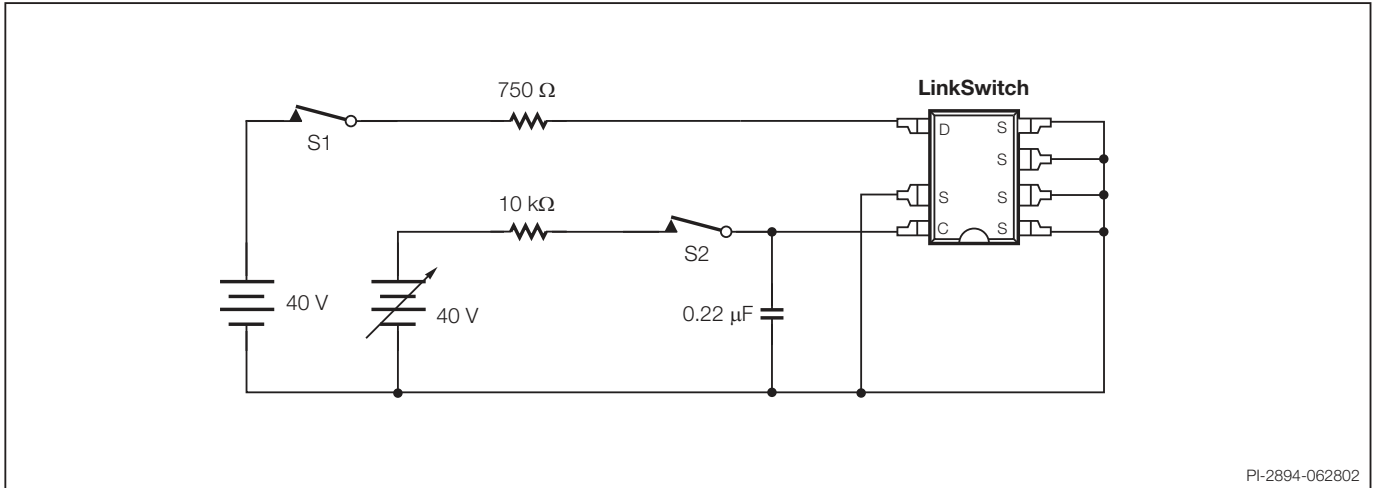 750 Ω
LinkSwitch
S1
D
S
S
10 kΩ
S
S
S2
C
S
40 V
40 V
0.22 µF
PI-2894-062802